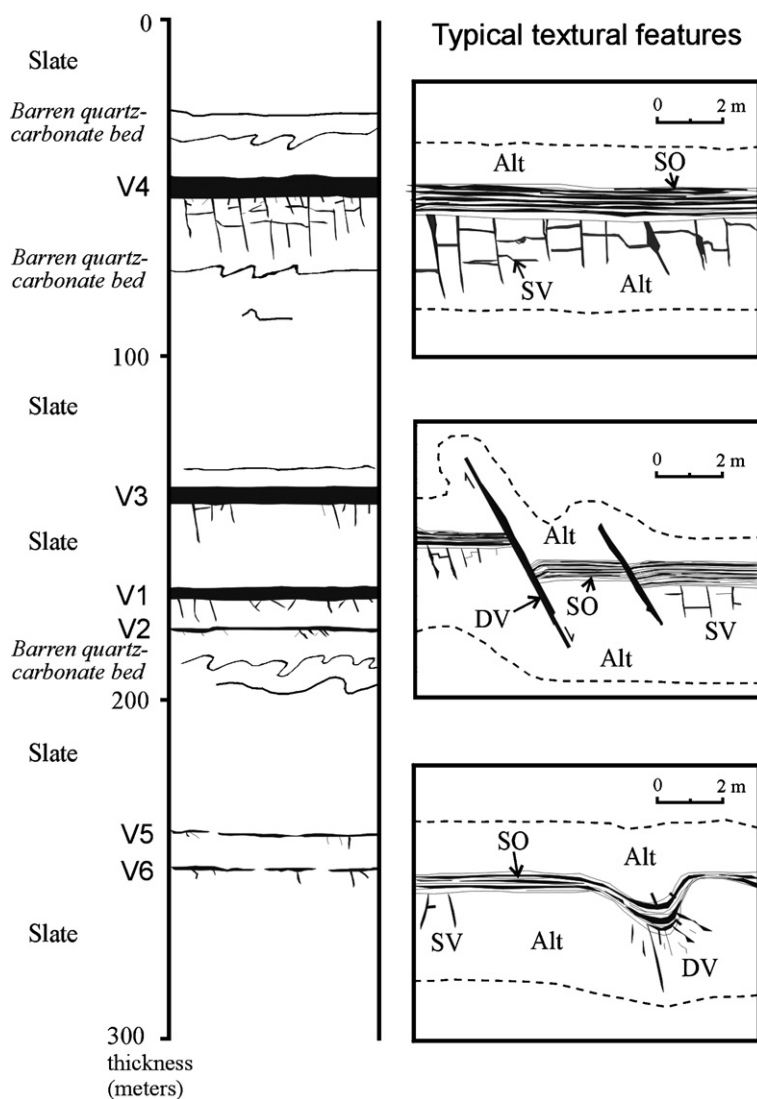 0
Slate
Barren quartz-
carbonate bed
V4
Barren quartz-
carbonate bed
100
Slate
V3
Slate
V1
V2
Barren quartz-
carbonate bed
200
Slate
V5
V6
Slate
300
thickness
(meters)
Typical textural features
0 2 m
Alt SO
SV Alt
0 2 m
Alt
DV SO SV
Alt
0 2 m
SO Alt
SV Alt DV